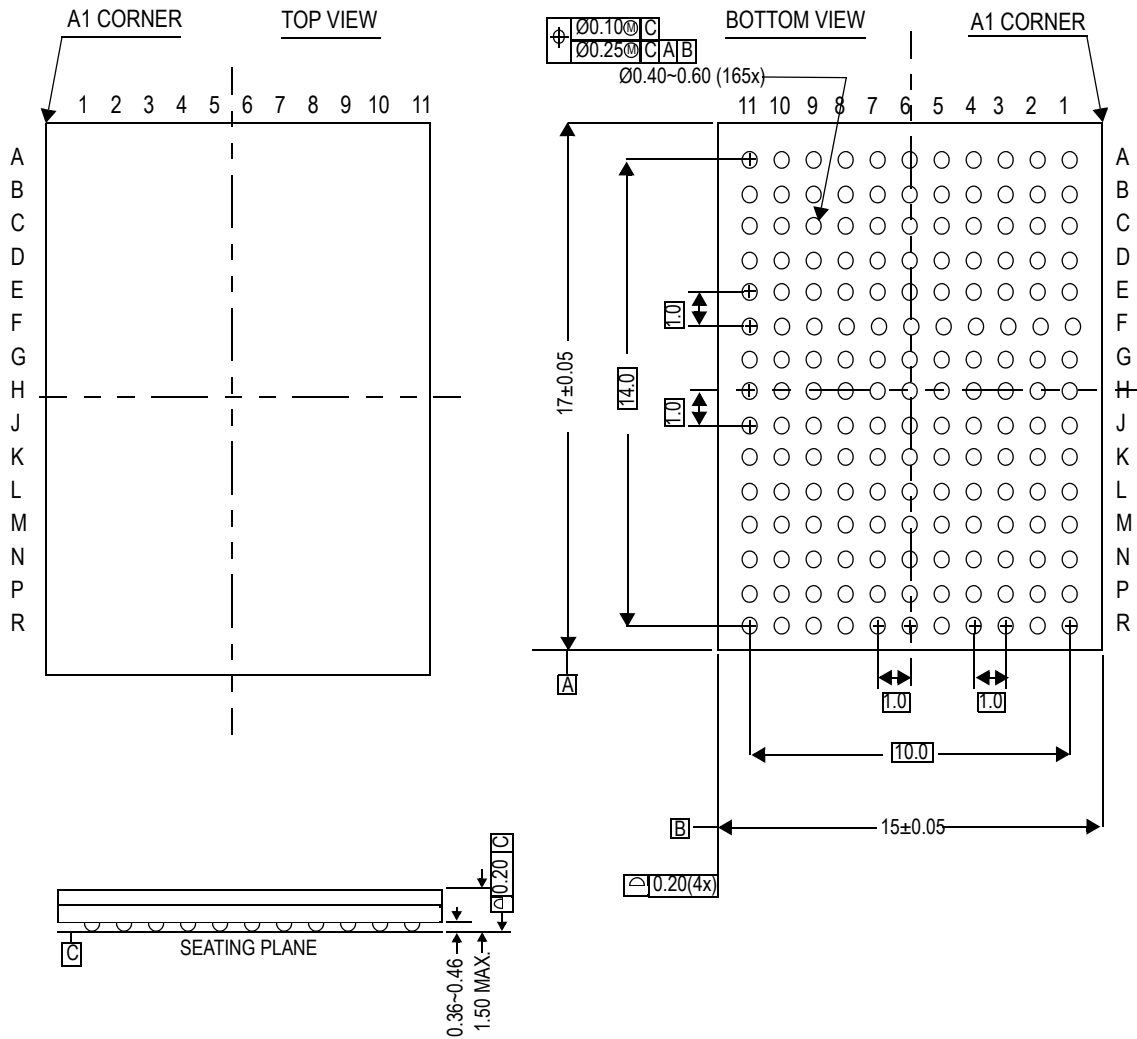 A1 CORNER TOP VIEW
1 2 3 4 5 6 7 8 9 10 11
A
B
C
D
E
F
G
H
J
K
L
M
N
P
R
BOTTOM VIEW A1 CORNER
Ø0.10Ⓜ C
Ø0.25Ⓜ C A B
Ø0.40~0.60 (165x)
11 10 9 8 7 6 5 4 3 2 1
A
B
C
D
E
F
G
H
J
K
L
M
N
P
R
1.0
1.0
14.0
17±0.05
A
1.0 1.0
10.0
B 15±0.05
0.20(4x)
0.20 C
C SEATING PLANE
0.36~0.46
1.50 MAX.